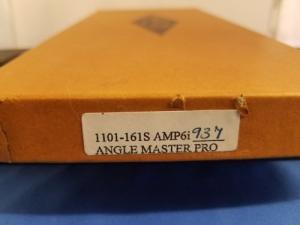 1101-161S AMP6i 937
ANGLE MASTER PRO